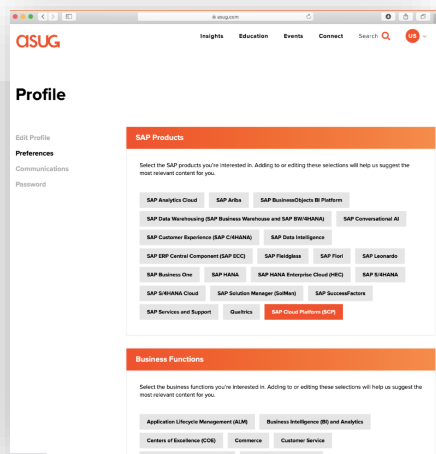 asug.com
asug
Insights Education Events Connect Search US
Profile
Edit Profile
Preferences
Communications
Password
SAP Products
Select the SAP products you're interested in. Adding to or editing these selections will help us suggest the
most relevant content for you.
SAP Analytics Cloud SAP Ariba SAP BusinessObjects BI Platform
SAP Data Warehousing (SAP Business Warehouse and SAP BW/4HANA) SAP Conversational AI
SAP Customer Experience (SAP C/4HANA) SAP Data Intelligence
SAP ERP Central Component (SAP ECC) SAP Fieldglass SAP Fiori SAP Leonardo
SAP Business One SAP HANA SAP HANA Enterprise Cloud (HEC) SAP S/4HANA
SAP S/4HANA Cloud SAP Solution Manager (SolMan) SAP SuccessFactors
SAP Services and Support Qualtrics SAP Cloud Platform (SCP)
Business Functions
Select the business functions you're interested in. Adding to or editing these selections will help us suggest the
most relevant content for you.
Application Lifecycle Management (ALM) Business Intelligence (BI) and Analytics
Centers of Excellence (COE) Commerce Customer Service